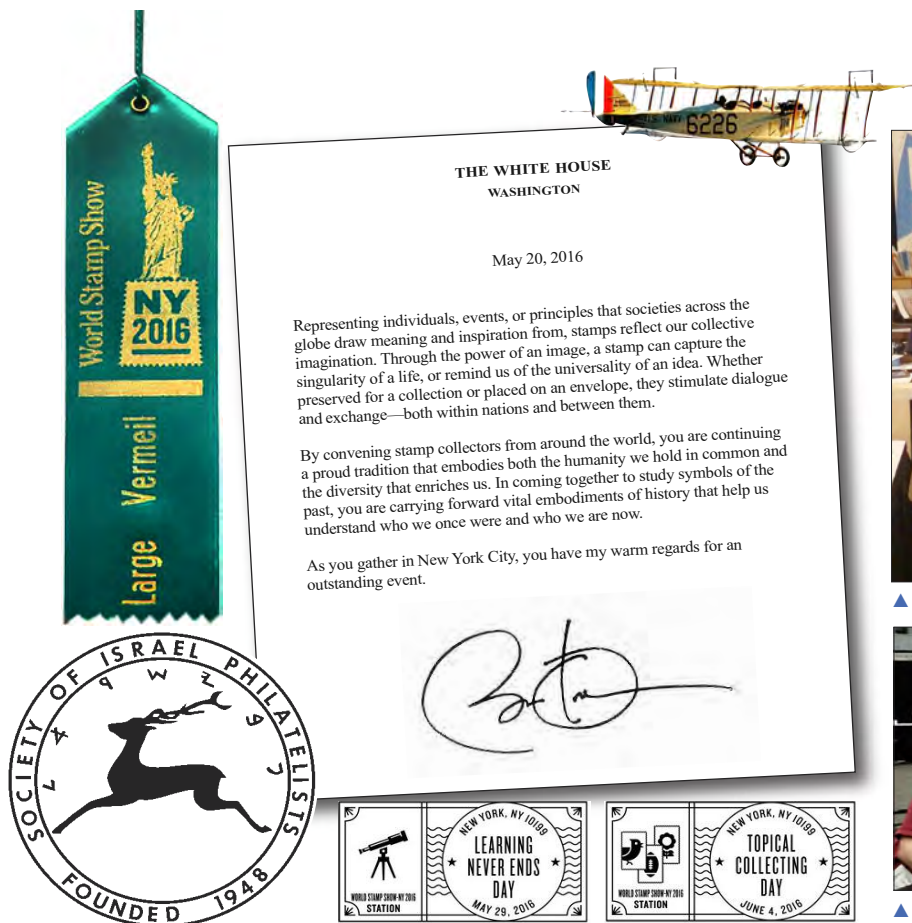 World Stamp Show
NY
2016
Large Vermeil
U.S. NAVY 6226
THE WHITE HOUSE
WASHINGTON
May 20, 2016
Representing individuals, events, or principles that societies across the
globe draw meaning and inspiration from, stamps reflect our collective
imagination. Through the power of an image, a stamp can capture the
singularity of a life, or remind us of the universality of an idea. Whether
preserved for a collection or placed on an envelope, they stimulate dialogue
and exchange—both within nations and between them.
By convening stamp collectors from around the world, you are continuing
a proud tradition that embodies both the humanity we hold in common and
the diversity that enriches us. In coming together to study symbols of the
past, you are carrying forward vital embodiments of history that help us
understand who we once were and who we are now.
As you gather in New York City, you have my warm regards for an
outstanding event.
SOCIETY OF ISRAEL PHILATELISTS
FOUNDED 1948
WORLD STAMP SHOW-NY 2016
STATION
NEW YORK, NY 10199
LEARNING
NEVER ENDS
DAY
MAY 29, 2016
WORLD STAMP SHOW-NY 2016
STATION
NEW YORK, NY 10199
TOPICAL
COLLECTING
DAY
JUNE 4, 2016